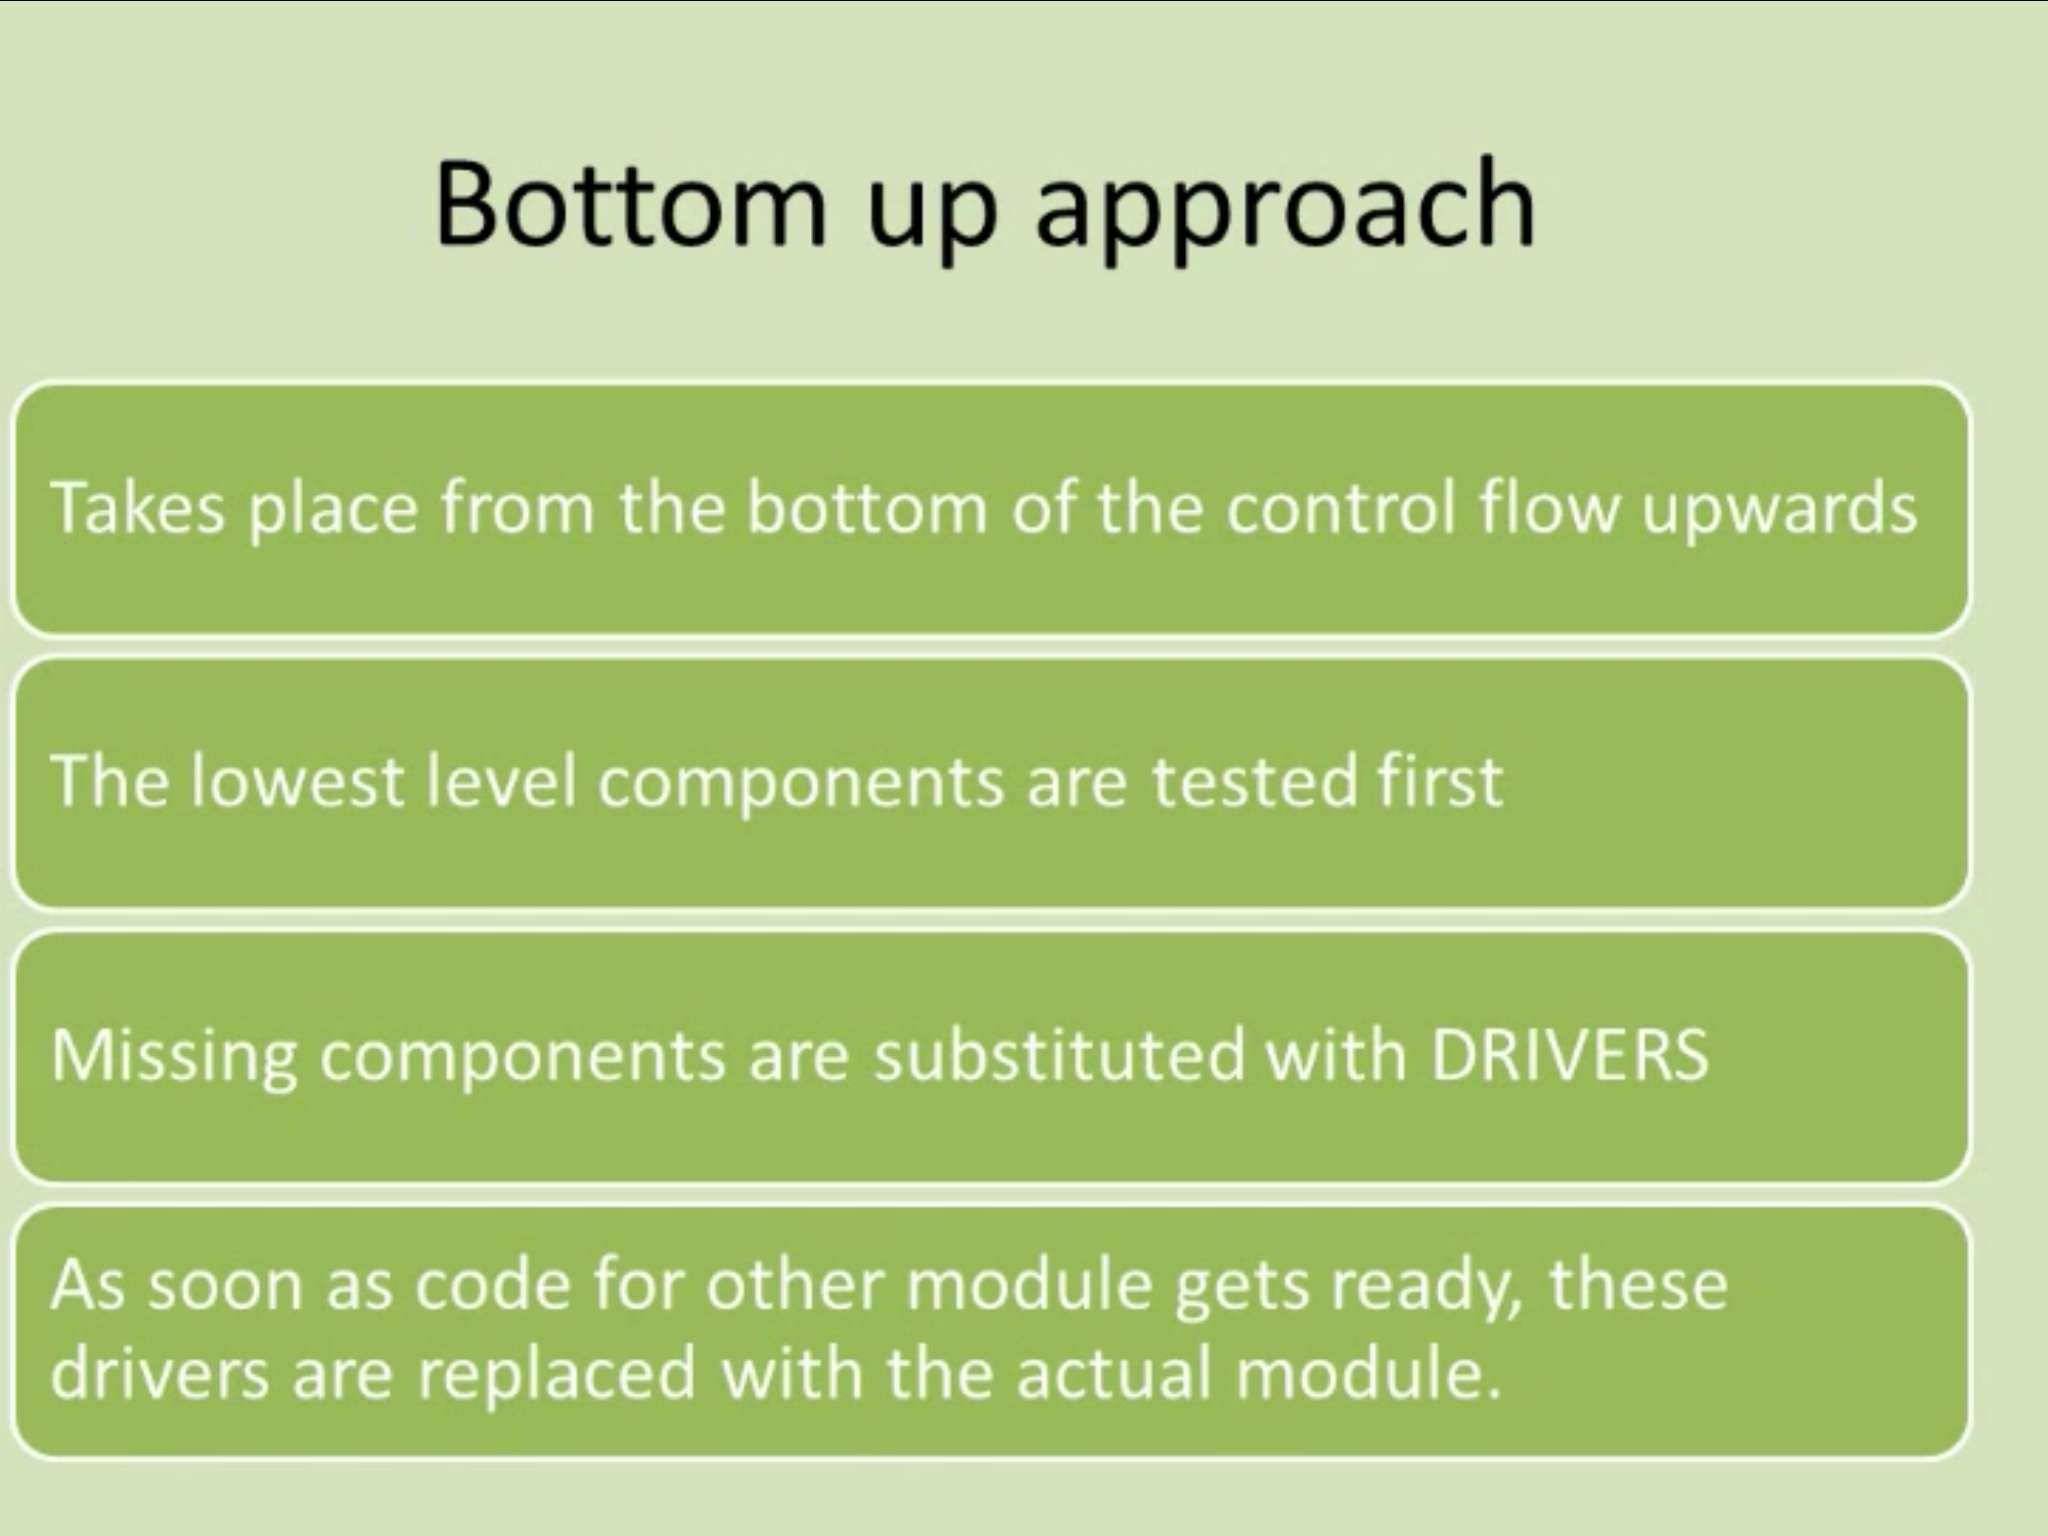 Bottom up approach
Takes place from the bottom of the control flow upwards
The lowest level components are tested first
Missing components are substituted with DRIVERS
As soon as code for other module gets ready, these
drivers are replaced with the actual module.